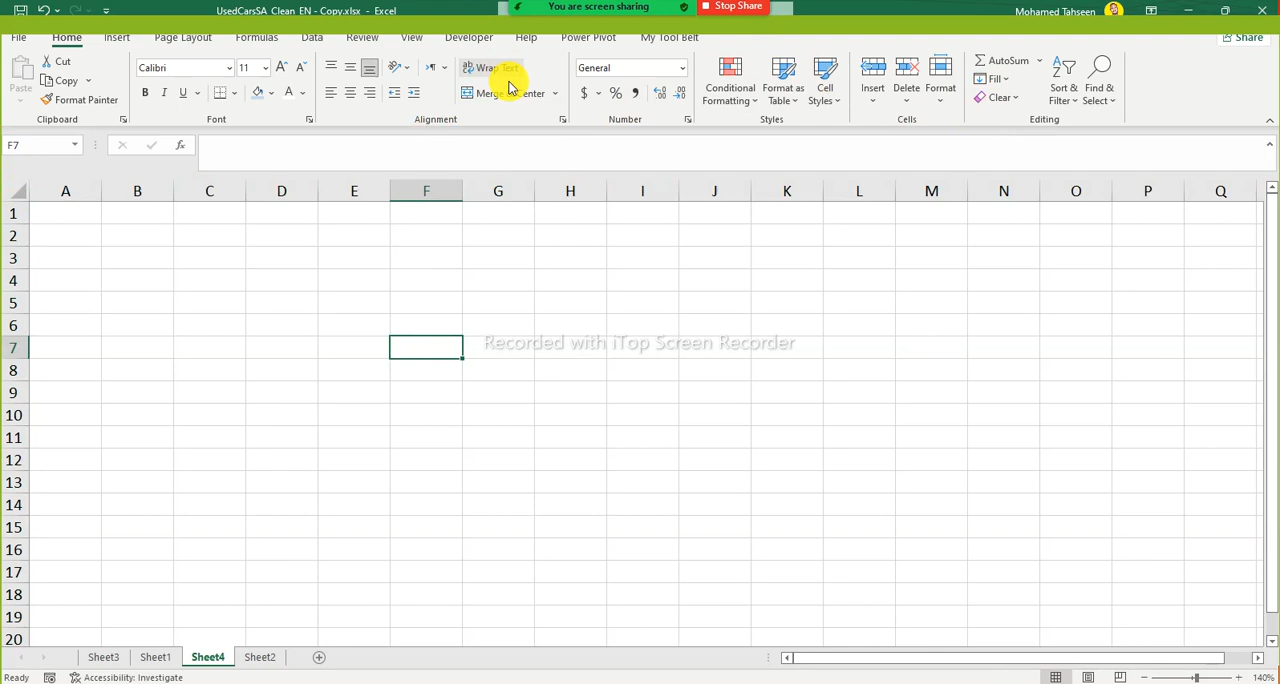 UsedCarsSA_Clean_EN - Copy.xlsx - Excel
You are screen sharing
Stop Share
Mohamed Tahseen
File Home Insert Page Layout Formulas Data Review View Developer Help Power Pivot My Tool Belt Share
Paste
Cut
Copy
Format Painter
Clipboard
Calibri 11
B I U A
Font
Wrap Text
Merge & Center
Alignment
General
$ % ,
Number
Conditional Formatting
Format as Table
Cell Styles
Styles
Insert Delete Format
Cells
AutoSum
Fill
Clear
Sort & Filter
Find & Select
Editing
F7 fx
A B C D E F G H I J K L M N O P Q
1
2
3
4
5
6
7
Recorded with iTop Screen Recorder
8
9
10
11
12
13
14
15
16
17
18
19
20
Sheet3 Sheet1 Sheet4 Sheet2
Ready Accessibility: Investigate 140%